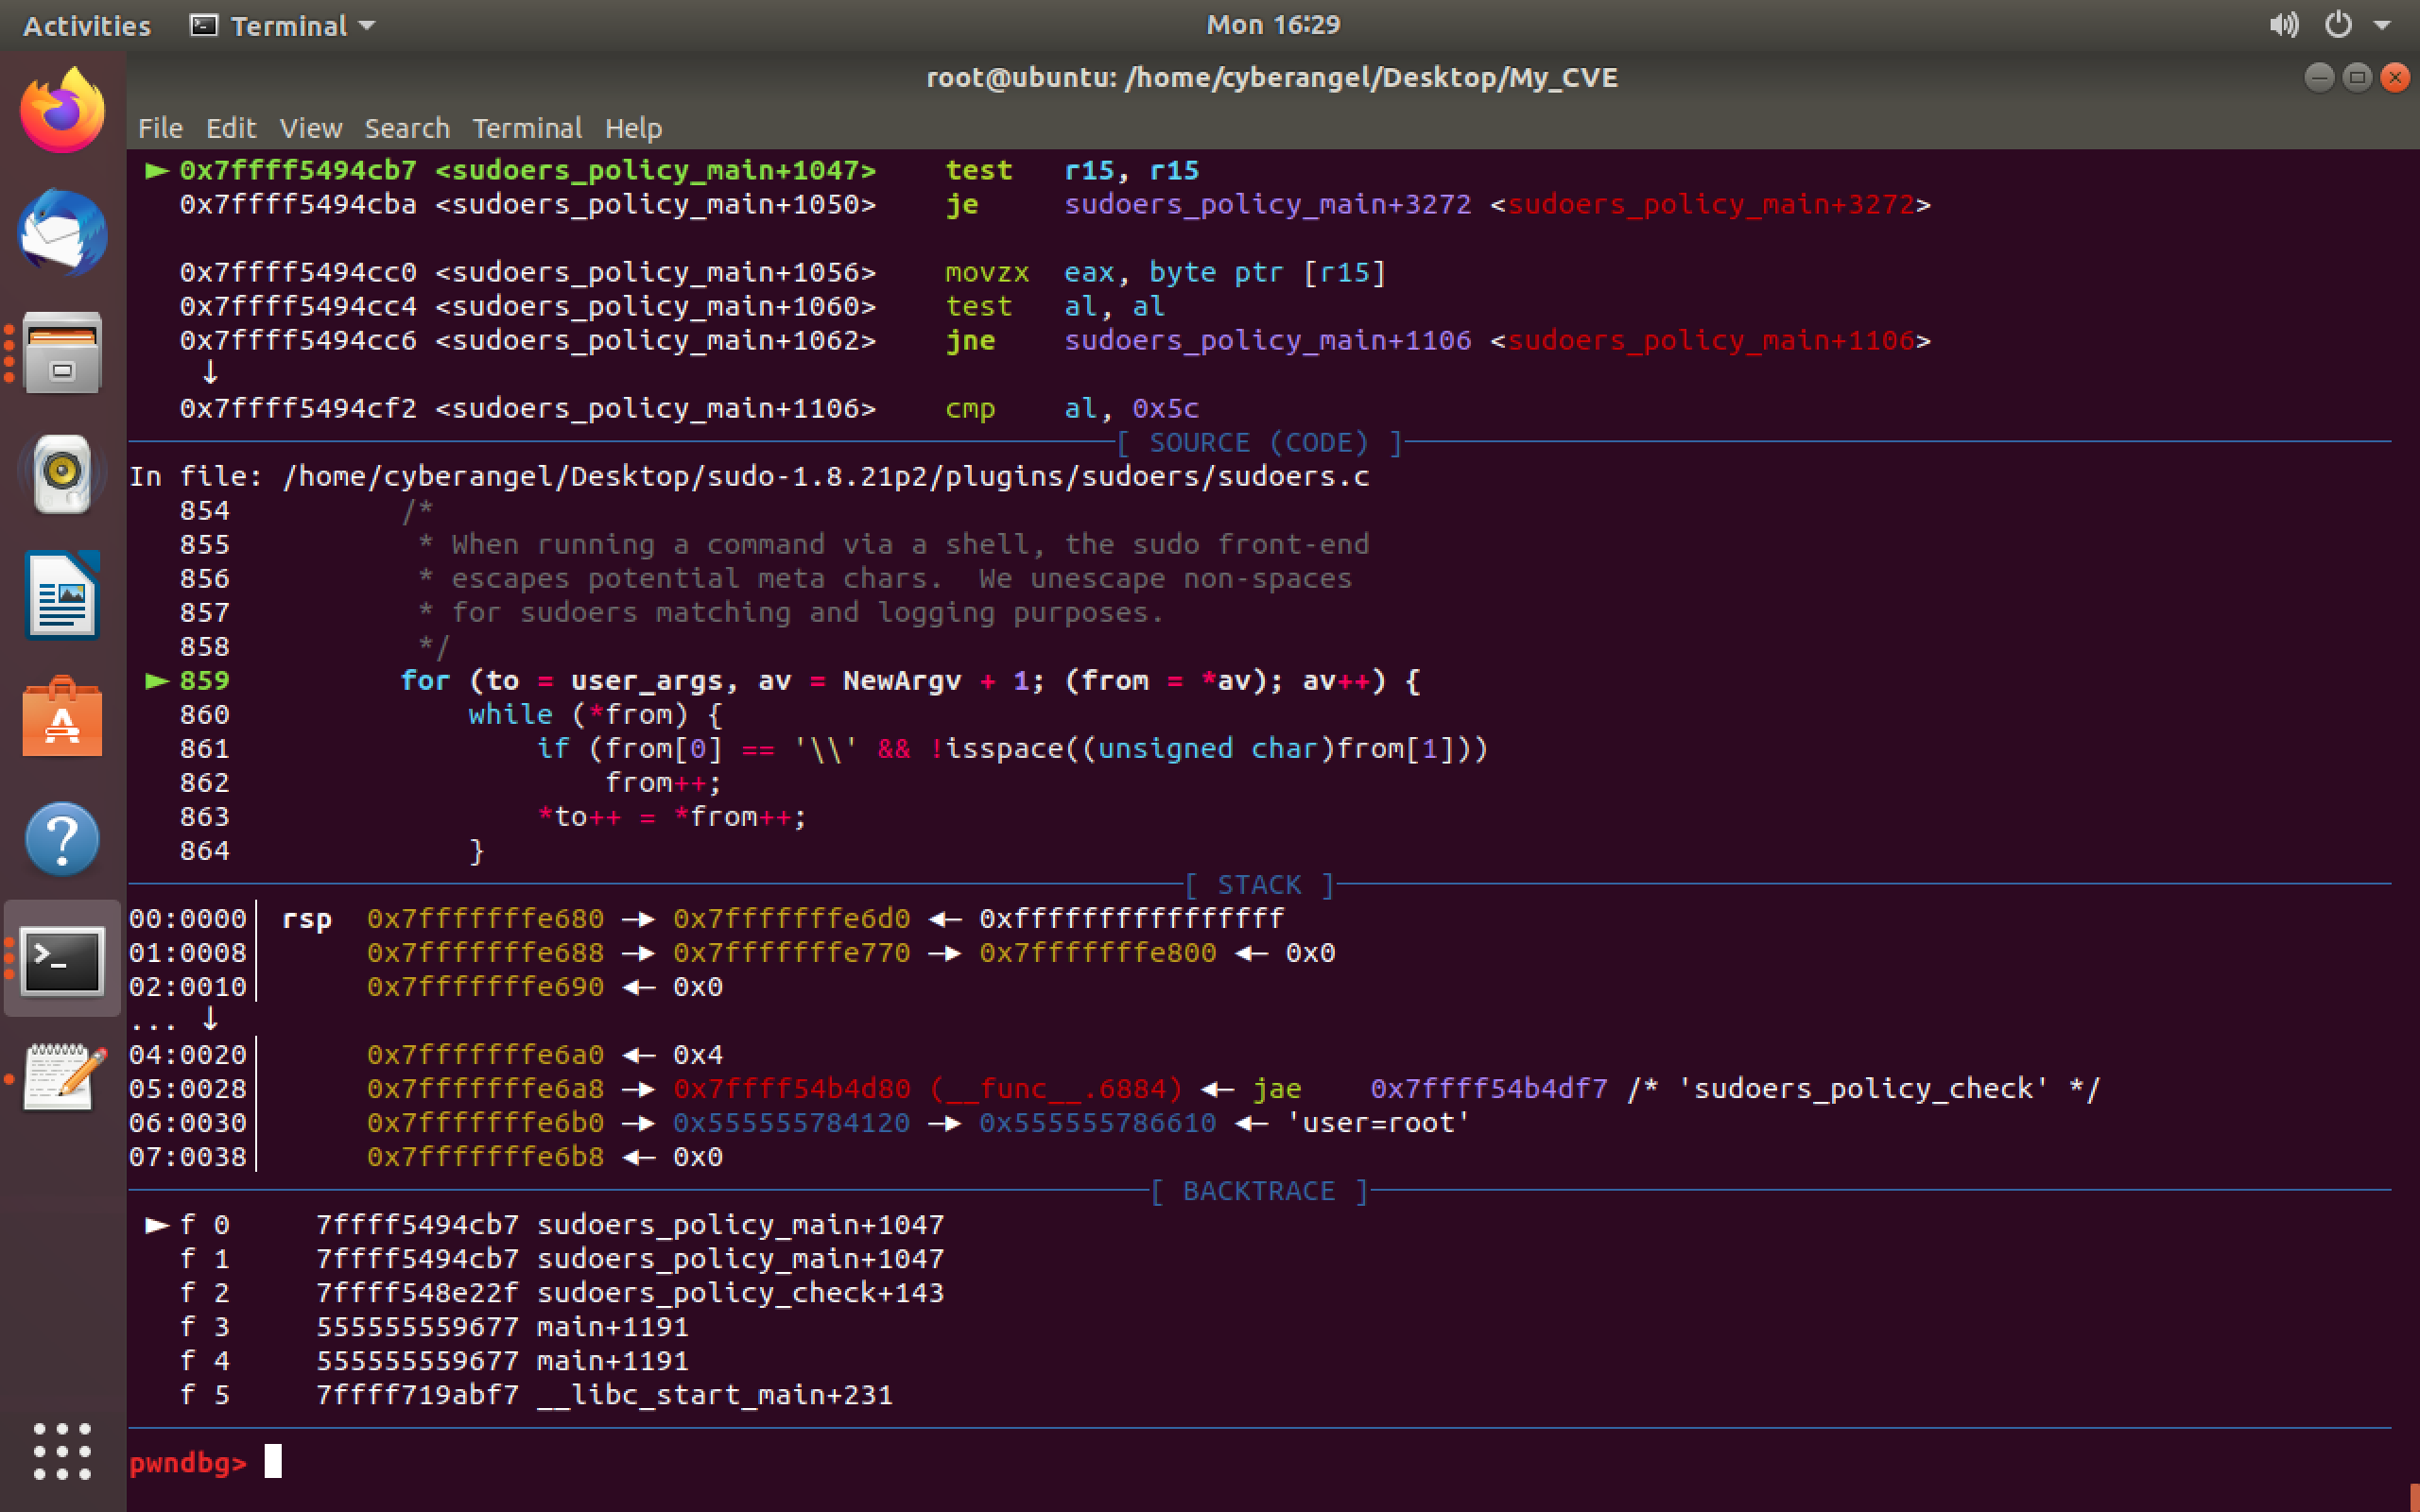 Activities Terminal Mon 16:29
root@ubuntu: /home/cyberangel/Desktop/My_CVE
File Edit View Search Terminal Help
► 0x7ffff5494cb7 <sudoers_policy_main+1047> test r15, r15
0x7ffff5494cba <sudoers_policy_main+1050> je sudoers_policy_main+3272 <sudoers_policy_main+3272>
0x7ffff5494cc0 <sudoers_policy_main+1056> movzx eax, byte ptr [r15]
0x7ffff5494cc4 <sudoers_policy_main+1060> test al, al
0x7ffff5494cc6 <sudoers_policy_main+1062> jne sudoers_policy_main+1106 <sudoers_policy_main+1106>
↓
0x7ffff5494cf2 <sudoers_policy_main+1106> cmp al, 0x5c
[ SOURCE (CODE) ]
In file: /home/cyberangel/Desktop/sudo-1.8.21p2/plugins/sudoers/sudoers.c
854 /*
855 * When running a command via a shell, the sudo front-end
856 * escapes potential meta chars. We unescape non-spaces
857 * for sudoers matching and logging purposes.
858 */
► 859 for (to = user_args, av = NewArgv + 1; (from = *av); av++) {
860 while (*from) {
861 if (from[0] == '\\' && !isspace((unsigned char)from[1]))
862 from++;
863 *to++ = *from++;
864 }
[ STACK ]
00:0000│ rsp 0x7fffffffe680 —► 0x7fffffffe6d0 ◄— 0xffffffffffffffff
01:0008│ 0x7fffffffe688 —► 0x7fffffffe770 —► 0x7fffffffe800 ◄— 0x0
02:0010│ 0x7fffffffe690 ◄— 0x0
... ↓
04:0020│ 0x7fffffffe6a0 ◄— 0x4
05:0028│ 0x7fffffffe6a8 —► 0x7ffff54b4d80 (__func__.6884) ◄— jae 0x7ffff54b4df7 /* 'sudoers_policy_check' */
06:0030│ 0x7fffffffe6b0 —► 0x555555784120 —► 0x555555786610 ◄— 'user=root'
07:0038│ 0x7fffffffe6b8 ◄— 0x0
[ BACKTRACE ]
► f 0 7ffff5494cb7 sudoers_policy_main+1047
f 1 7ffff5494cb7 sudoers_policy_main+1047
f 2 7ffff548e22f sudoers_policy_check+143
f 3 555555559677 main+1191
f 4 555555559677 main+1191
f 5 7ffff719abf7 __libc_start_main+231
pwndbg>